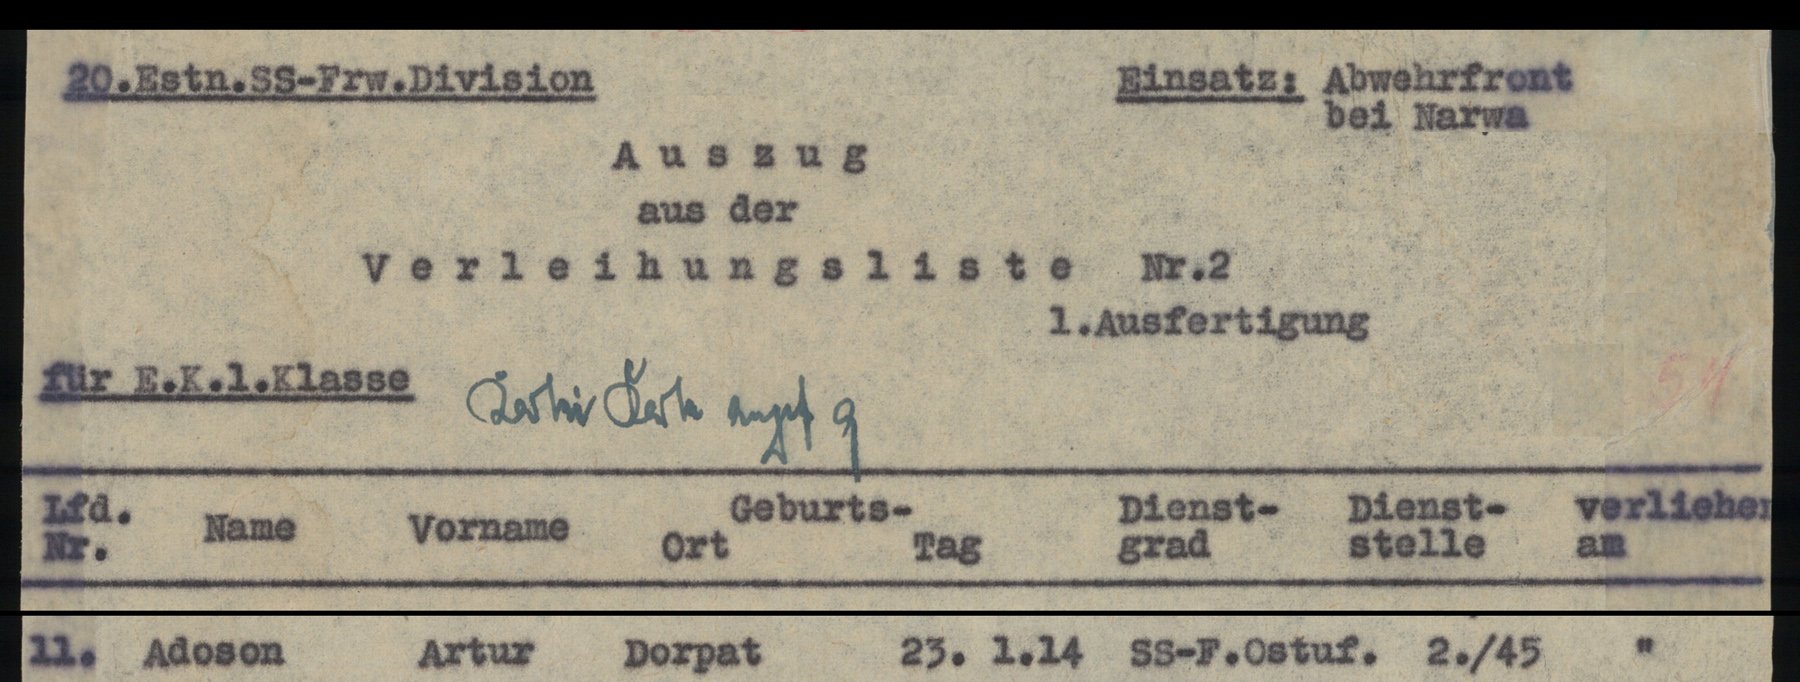 20.Estn.SS-Frw.Division Einsatz: Abwehrfront
bei Narwa
Auszug
aus der
Verleihungsliste Nr.2
1.Ausfertigung
für E.K.1.Klasse
54
Lfd. Nr. Name Vorname Geburts- Ort Tag Dienst- grad Dienst- stelle verliehen am
11. Adoson Artur Dorpat 23. 1.14 SS-F.Ostuf. 2./45 "